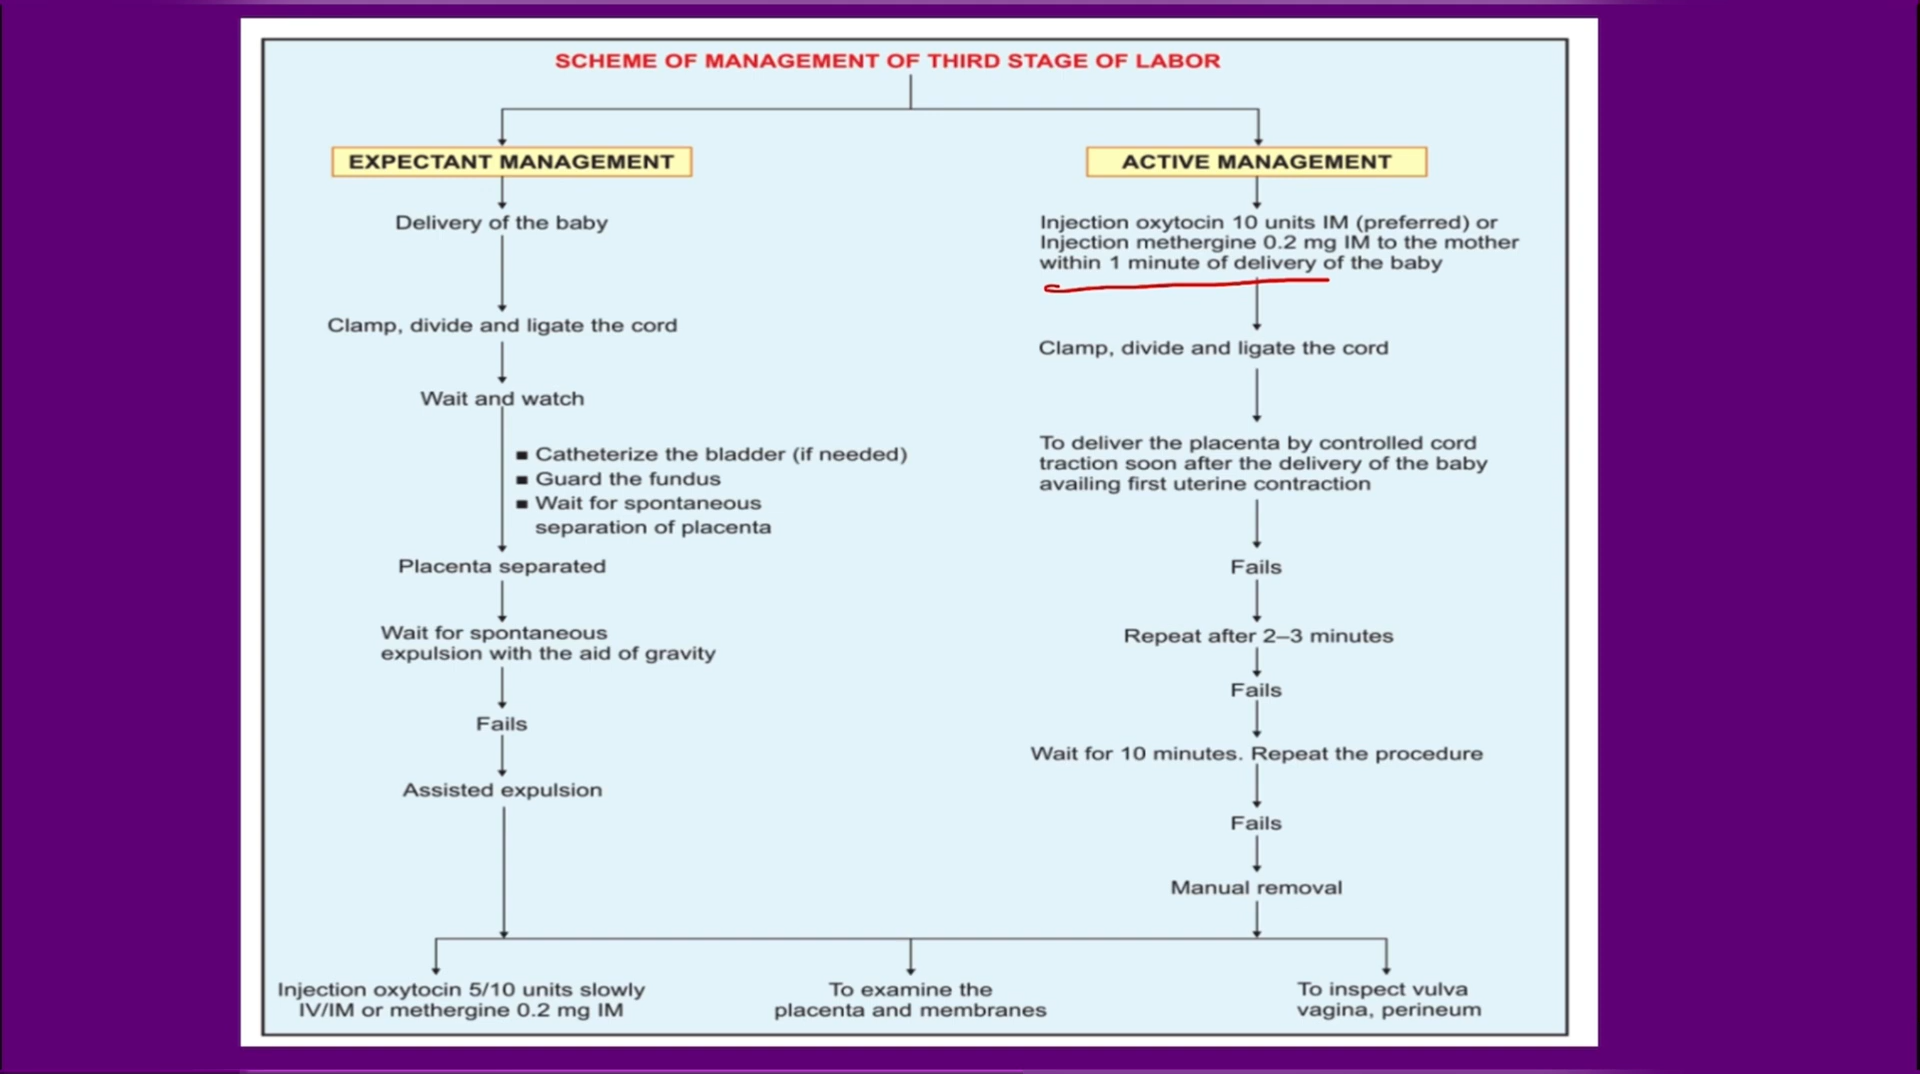 SCHEME OF MANAGEMENT OF THIRD STAGE OF LABOR
EXPECTANT MANAGEMENT
Delivery of the baby
Clamp, divide and ligate the cord
Wait and watch
■ Catheterize the bladder (if needed)
■ Guard the fundus
■ Wait for spontaneous
separation of placenta
Placenta separated
Wait for spontaneous
expulsion with the aid of gravity
Fails
Assisted expulsion
ACTIVE MANAGEMENT
Injection oxytocin 10 units IM (preferred) or
Injection methergine 0.2 mg IM to the mother
within 1 minute of delivery of the baby
Clamp, divide and ligate the cord
To deliver the placenta by controlled cord
traction soon after the delivery of the baby
availing first uterine contraction
Fails
Repeat after 2–3 minutes
Fails
Wait for 10 minutes. Repeat the procedure
Fails
Manual removal
Injection oxytocin 5/10 units slowly
IV/IM or methergine 0.2 mg IM
To examine the
placenta and membranes
To inspect vulva
vagina, perineum